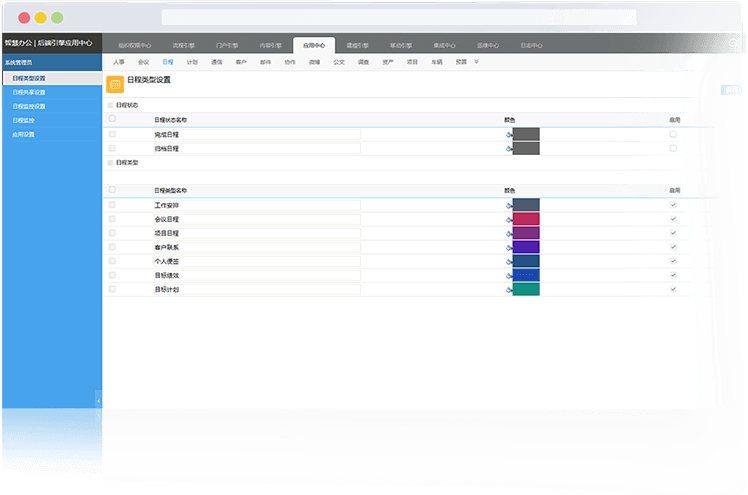 智慧办公 | 后端引擎应用中心
组织权限中心 流程引擎 门户引擎 内容引擎 应用中心 建模引擎 移动引擎 集成中心 运维中心 日志中心
系统管理员
人事 会议 日程 计划 通信 客户 邮件 协作 微博 公文 调查 资产 项目 车辆 预算
日程类型设置
日程共享设置
日程监控设置
日程监控
应用设置
日程类型设置
日程状态
日程状态名称 颜色 启用
完成日程
归档日程
日程类型
日程类型名称 颜色 启用
工作安排
会议日程
项目日程
客户联系
个人便签
目标绩效
目标计划